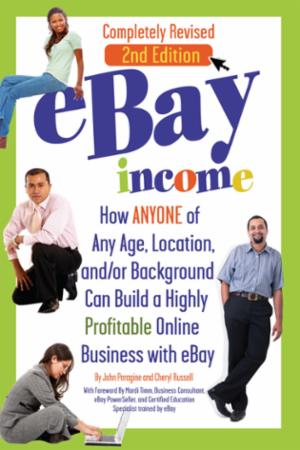 Completely Revised
2nd Edition
eBay
income
How ANYONE of
Any Age, Location,
and/or Background
Can Build a Highly
Profitable Online
Business with eBay
By John Peragine and Cheryl Russell
With Foreword By Mardi Timm, Business Consultant,
eBay PowerSeller, and Certified Education
Specialist trained by eBay